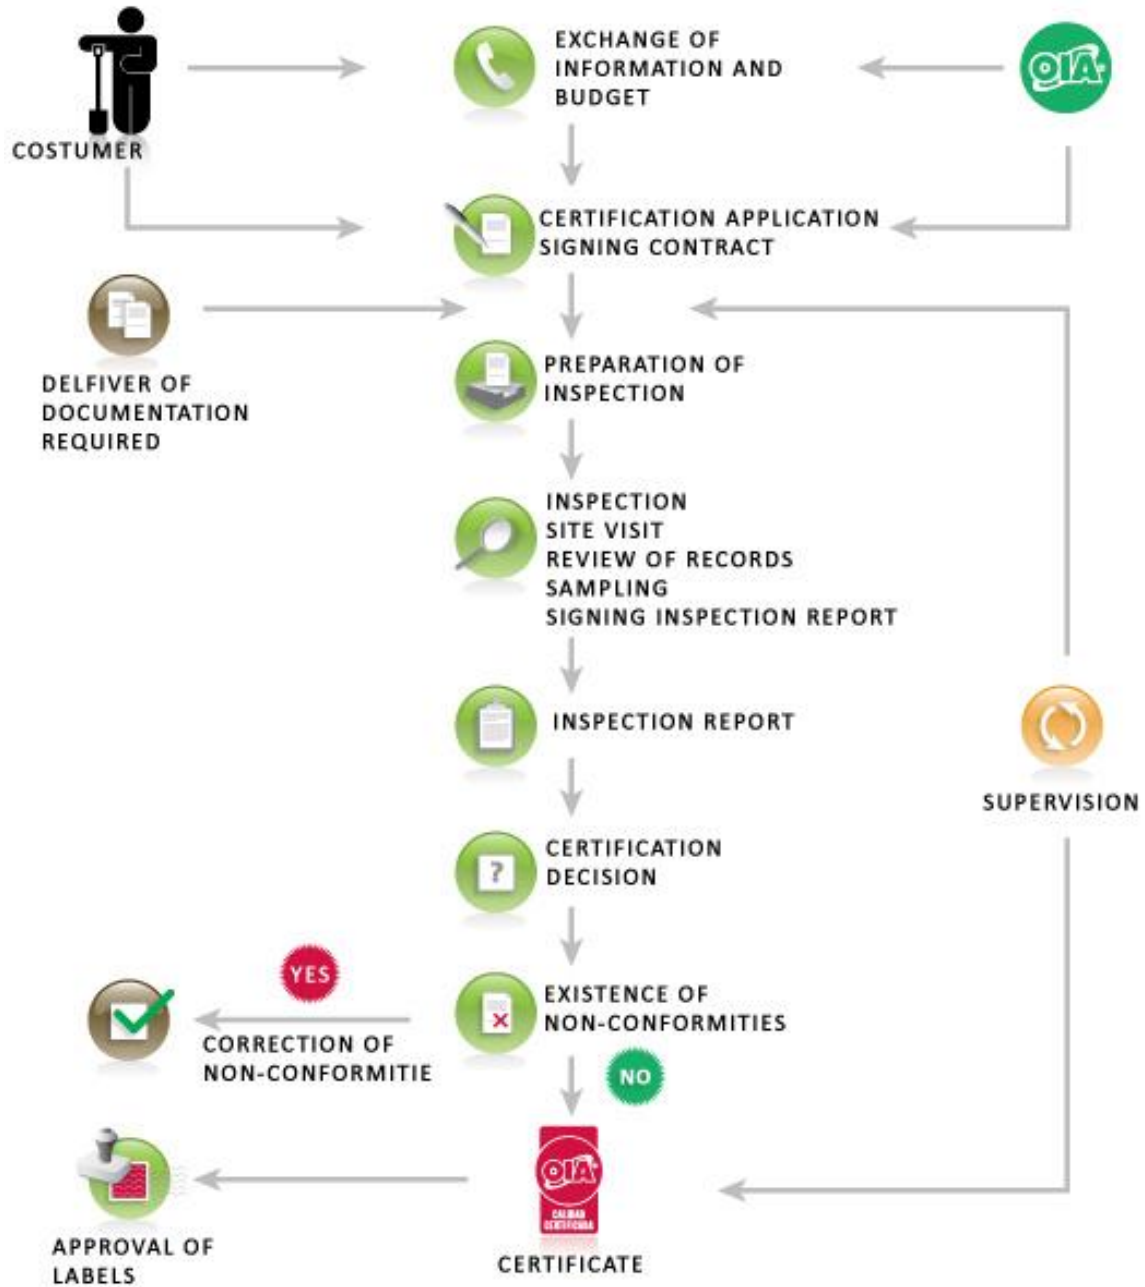 EXCHANGE OF
INFORMATION AND
BUDGET
OIA
COSTUMER
CERTIFICATION APPLICATION
SIGNING CONTRACT
DELFIVER OF
DOCUMENTATION
REQUIRED
PREPARATION OF
INSPECTION
INSPECTION
SITE VISIT
REVIEW OF RECORDS
SAMPLING
SIGNING INSPECTION REPORT
INSPECTION REPORT
SUPERVISION
CERTIFICATION
DECISION
?
YES
EXISTENCE OF
NON-CONFORMITIES
CORRECTION OF
NON-CONFORMITIE
NO
OIA
CALIDAD
CERTIFICADA
CERTIFICATE
APPROVAL OF
LABELS